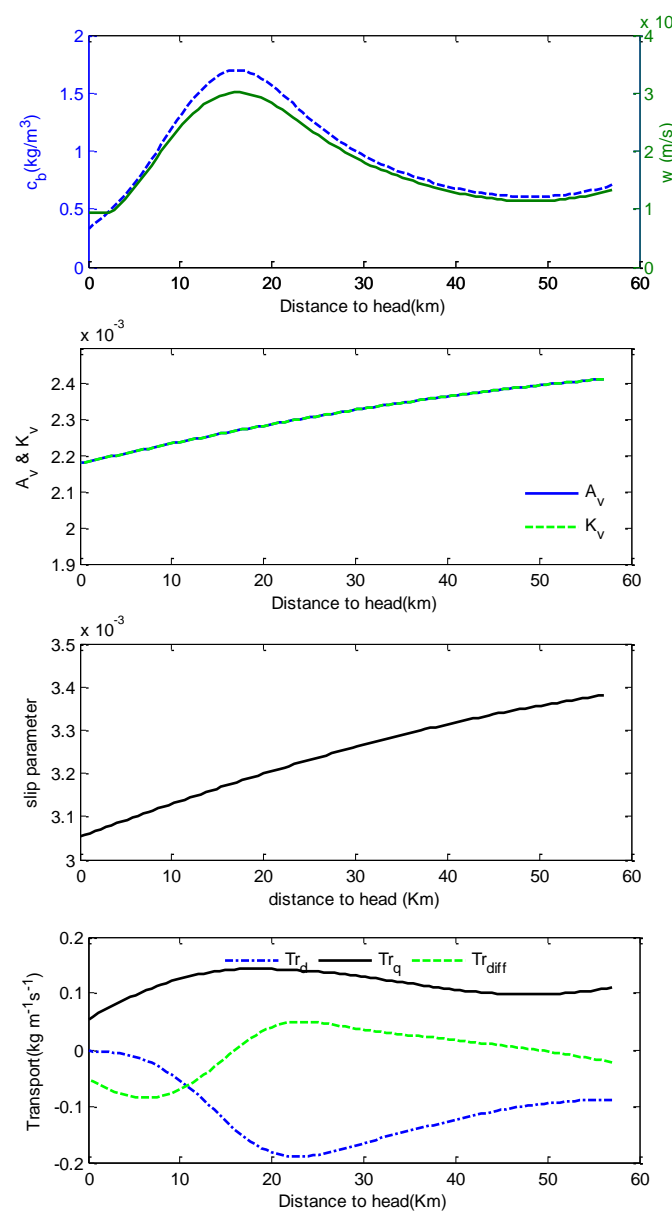 x 10
2
1.5
1
0.5
0
c_b(kg/m^3)
4
3
2
1
0
w (m/s)
0 10 20 30 40 50 60
Distance to head(km)
x 10^-3
2.4
2.3
2.2
2.1
2
1.9
A_v & K_v
A_v
K_v
0 10 20 30 40 50 60
Distance to head(km)
x 10^-3
3.5
3.4
3.3
3.2
3.1
3
slip parameter
0 10 20 30 40 50 60
distance to head (Km)
0.2
0.1
0
-0.1
-0.2
Transport(kg m^-1s^-1)
Tr_d Tr_q Tr_diff
0 10 20 30 40 50 60
Distance to head(Km)